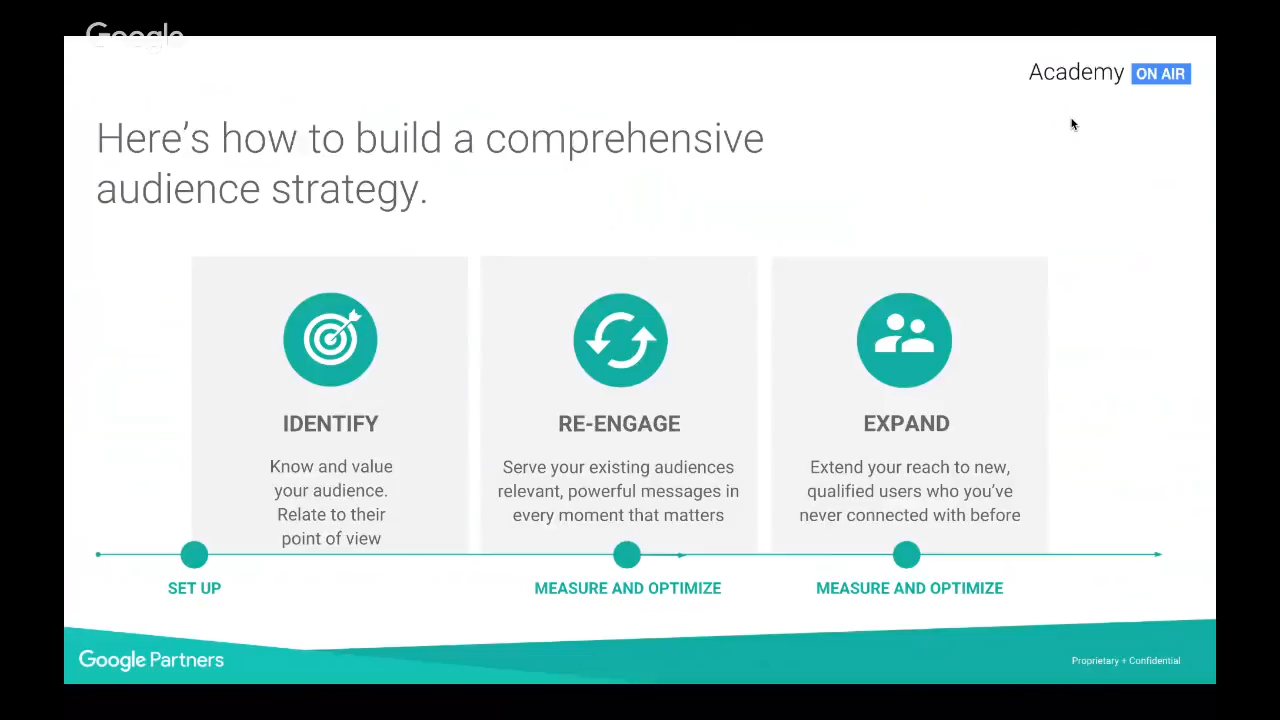 Google
Academy ON AIR
Here's how to build a comprehensive
audience strategy.
IDENTIFY
Know and value
your audience.
Relate to their
point of view
RE-ENGAGE
Serve your existing audiences
relevant, powerful messages in
every moment that matters
EXPAND
Extend your reach to new,
qualified users who you've
never connected with before
SET UP
MEASURE AND OPTIMIZE
MEASURE AND OPTIMIZE
Google Partners
Proprietary + Confidential